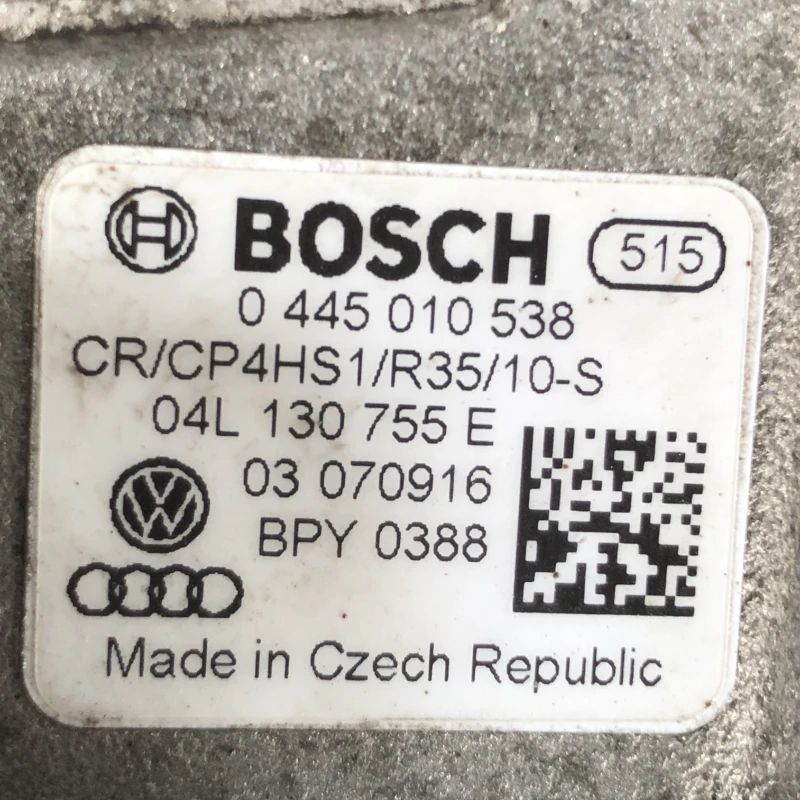 BOSCH 515
0 445 010 538
CR/CP4HS1/R35/10-S
04L 130 755 E
03 070916
BPY 0388
Made in Czech Republic